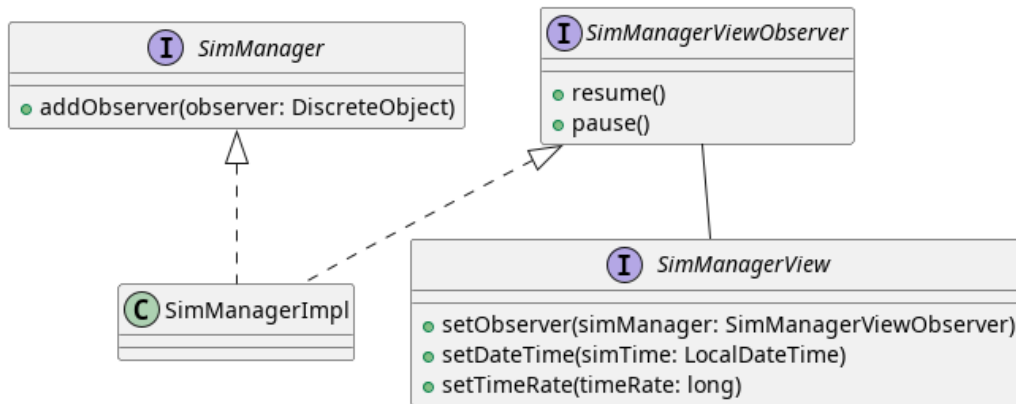 I SimManager
+ addObserver(observer: DiscreteObject)
I SimManagerViewObserver
resume()
pause()
C SimManagerImpl
I SimManagerView
setObserver(simManager: SimManagerViewObserver)
setDateTime(simTime: LocalDateTime)
setTimeRate(timeRate: long)